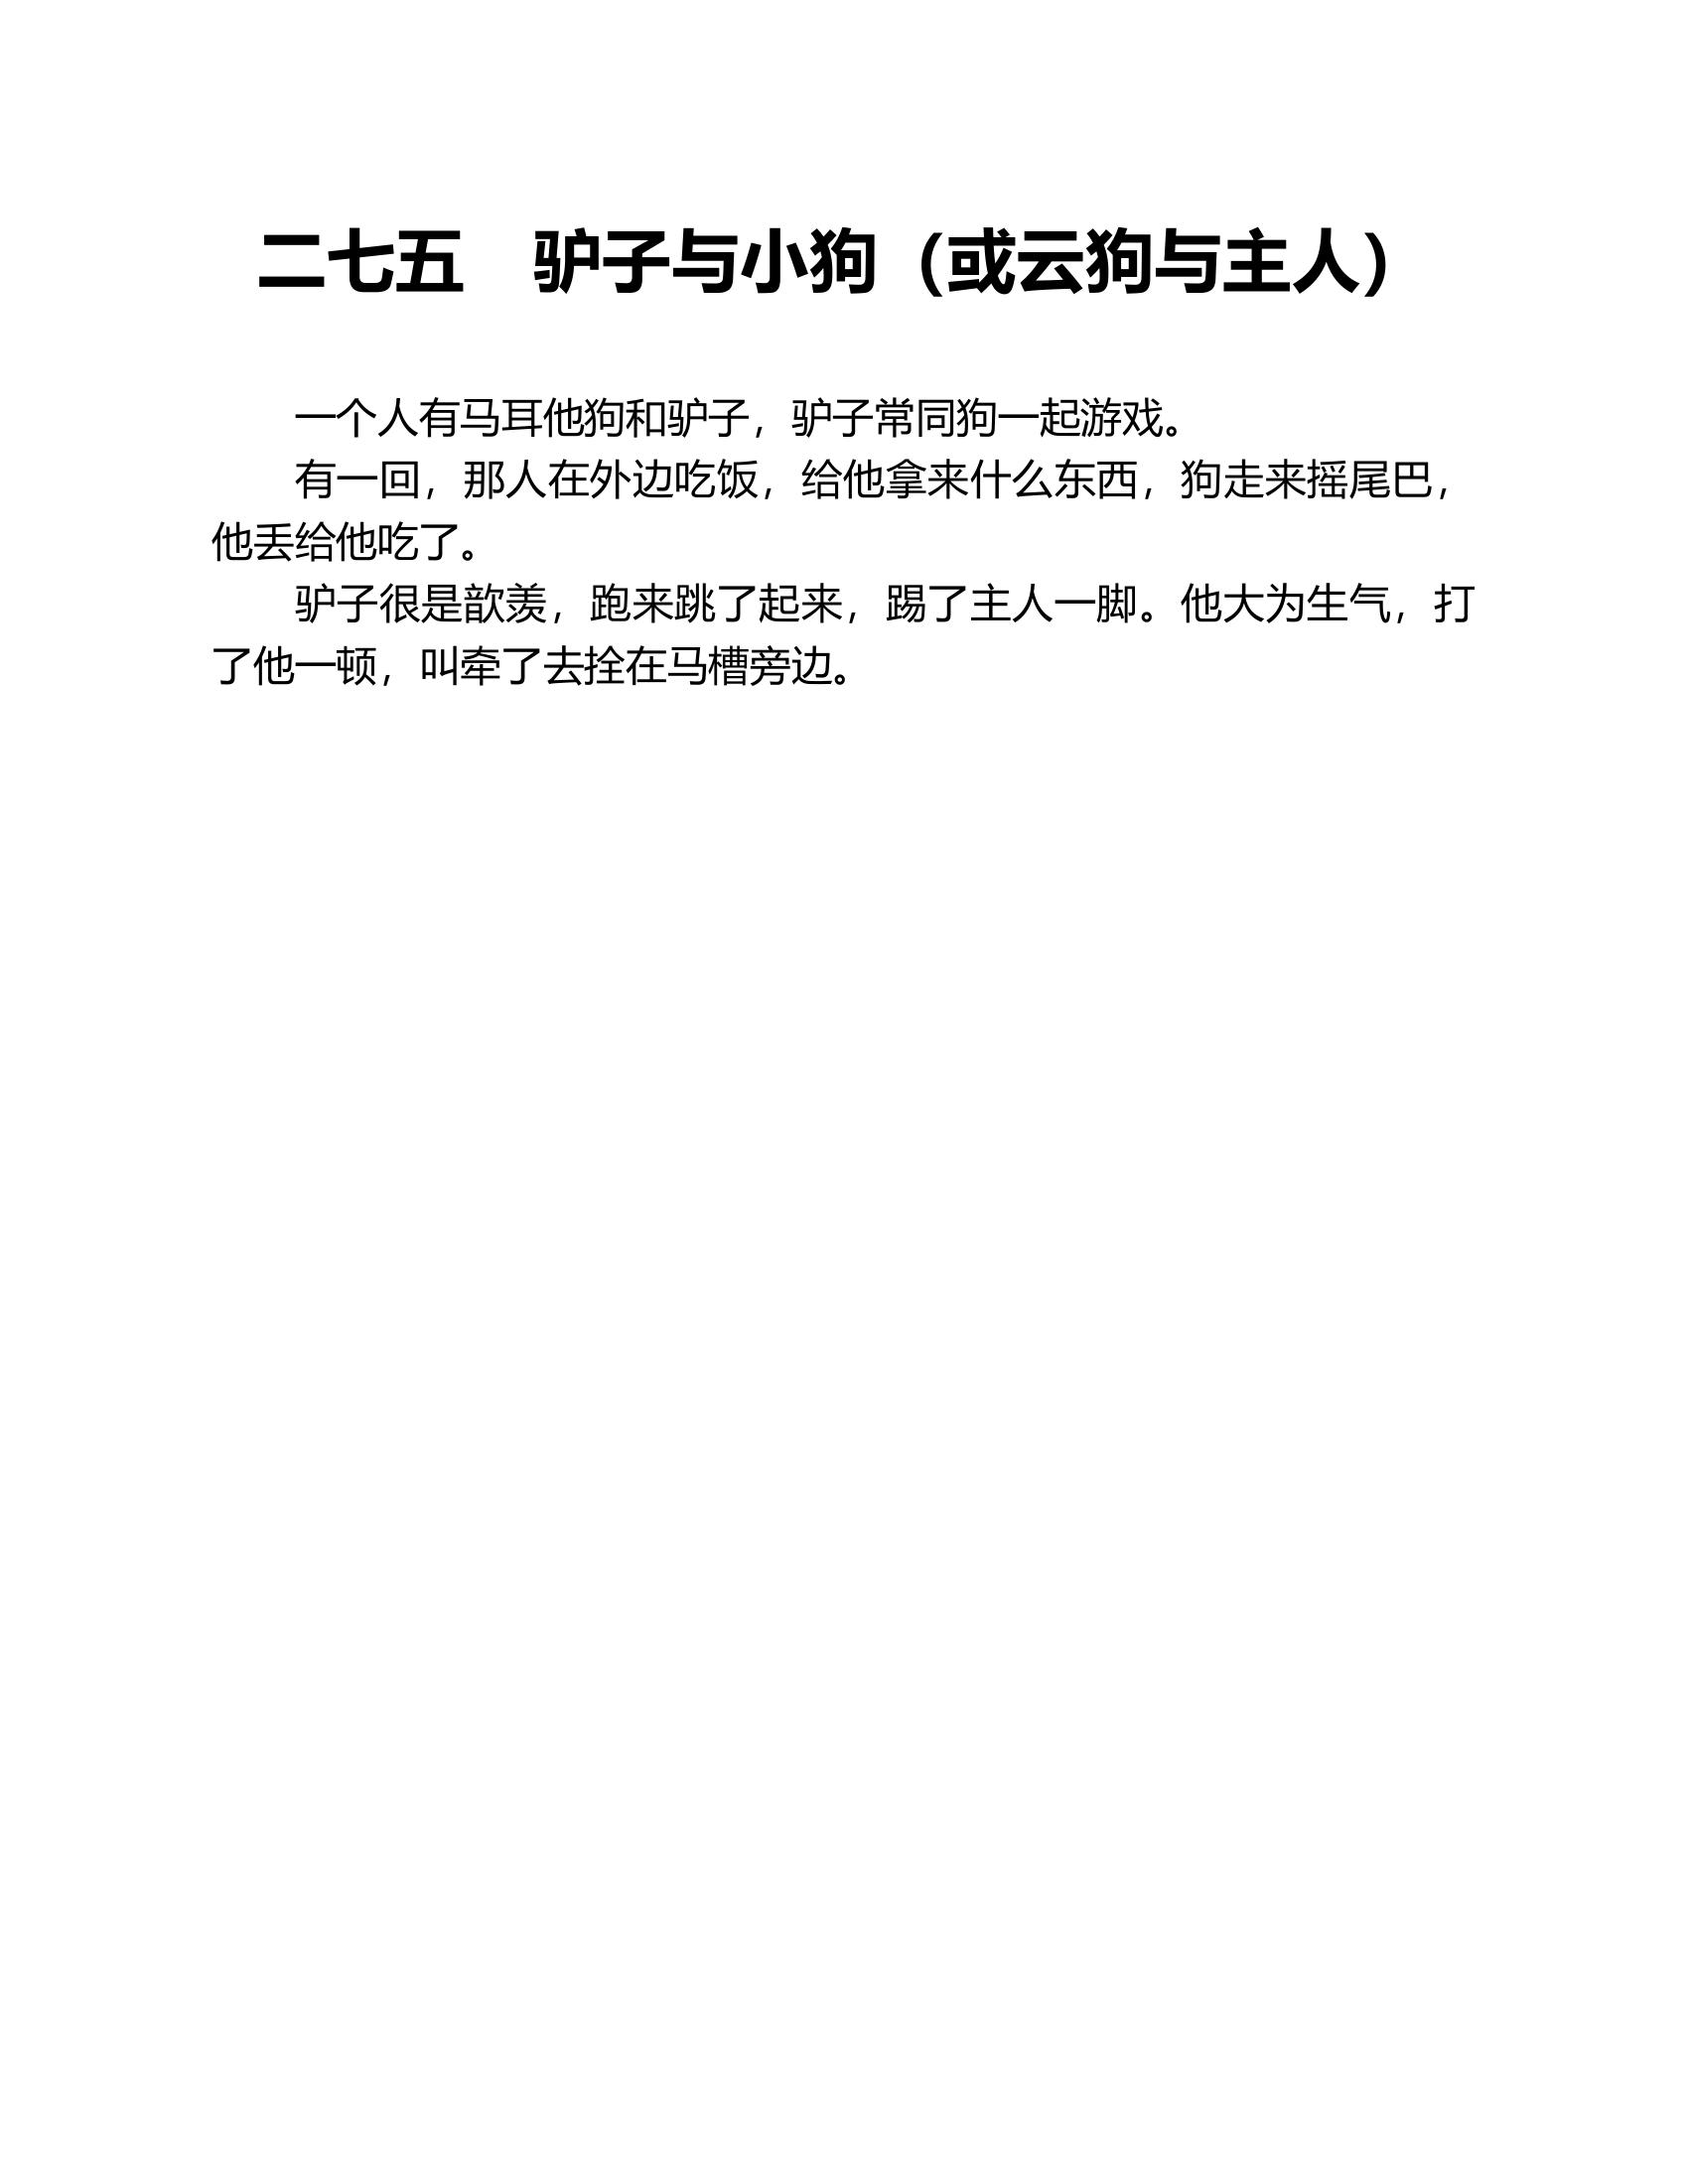 二七五　驴子与小狗（或云狗与主人）
一个人有马耳他狗和驴子，驴子常同狗一起游戏。
有一回，那人在外边吃饭，给他拿来什么东西，狗走来摇尾巴，
他丢给他吃了。
驴子很是歆羡，跑来跳了起来，踢了主人一脚。他大为生气，打
了他一顿，叫牵了去拴在马槽旁边。